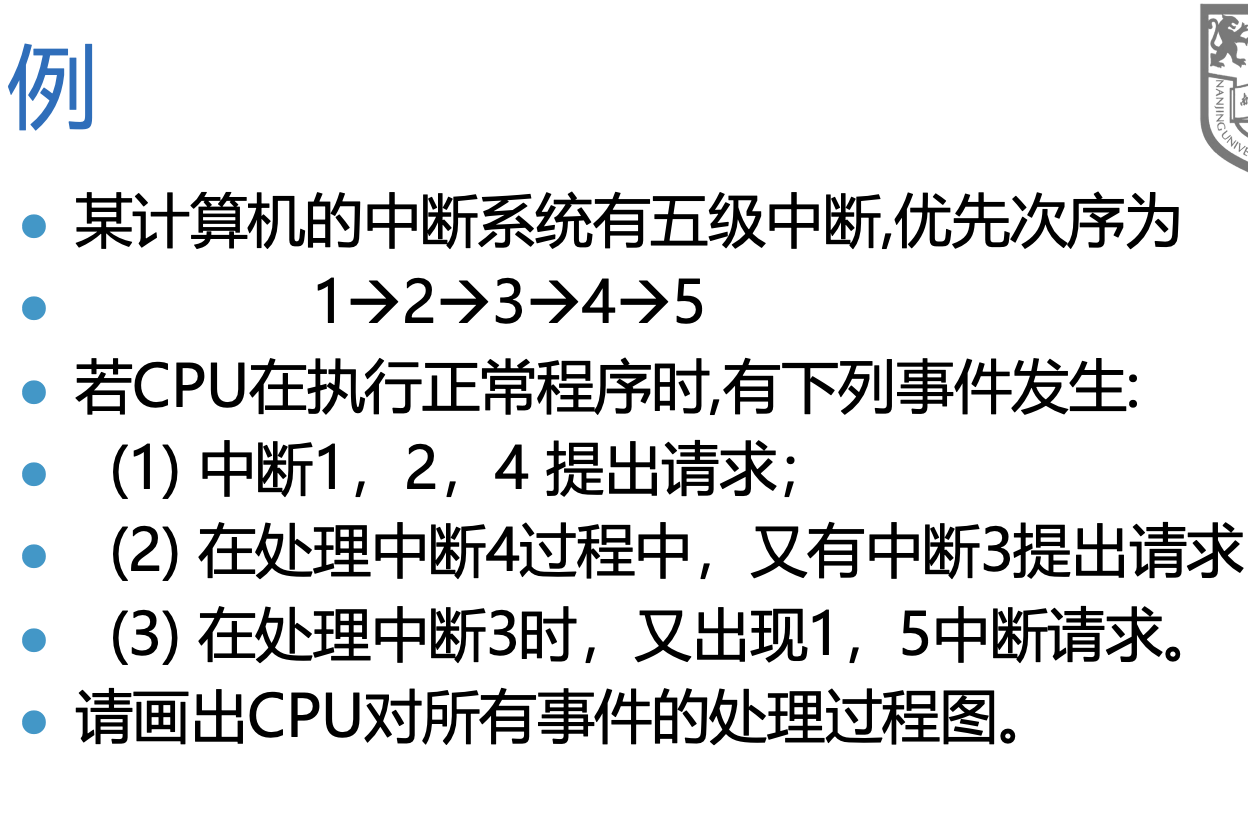 例
某计算机的中断系统有五级中断,优先次序为
1→2→3→4→5
若CPU在执行正常程序时,有下列事件发生:
(1) 中断1，2，4 提出请求；
(2) 在处理中断4过程中，又有中断3提出请求
(3) 在处理中断3时，又出现1，5中断请求。
请画出CPU对所有事件的处理过程图。
NANJING UNIVE